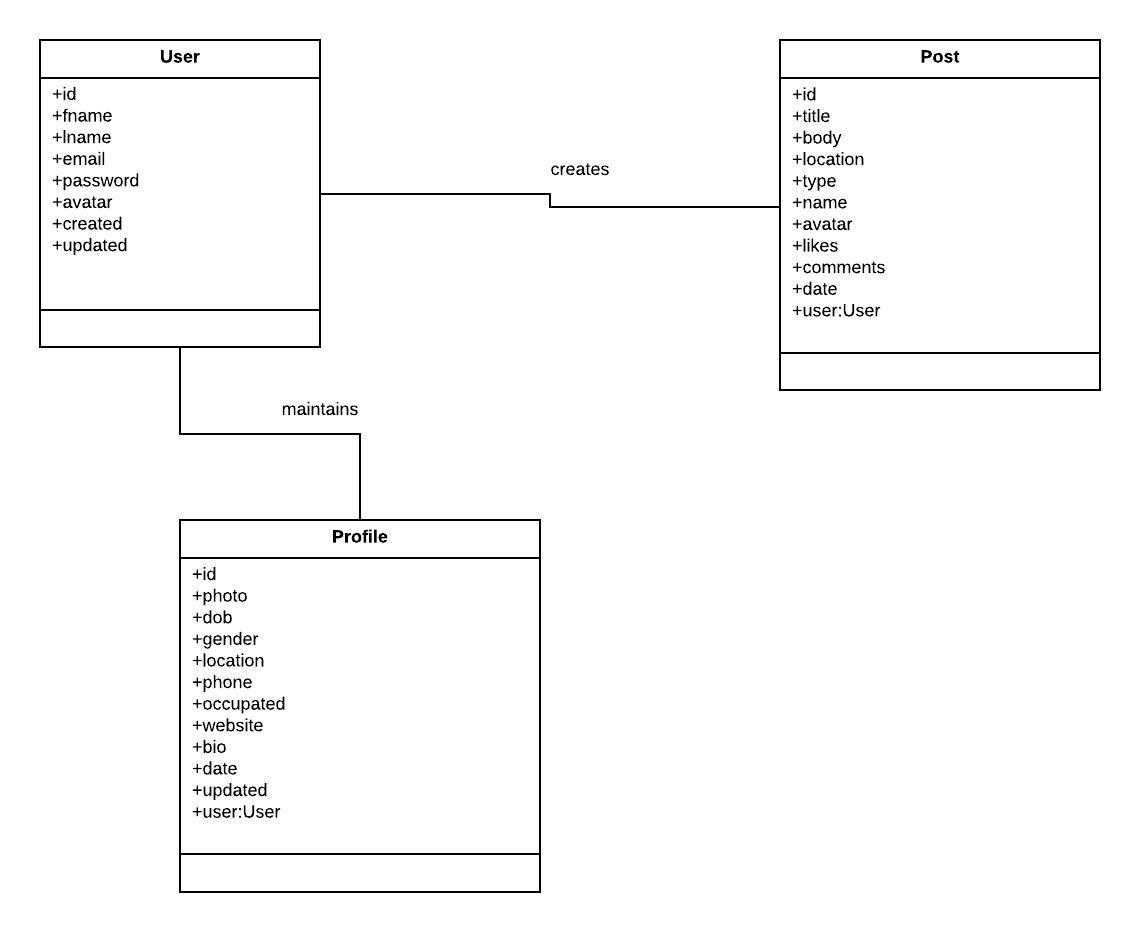 User
+id
+fname
+lname
+email
+password
+avatar
+created
+updated
creates
Post
+id
+title
+body
+location
+type
+name
+avatar
+likes
+comments
+date
+user:User
maintains
Profile
+id
+photo
+dob
+gender
+location
+phone
+occupated
+website
+bio
+date
+updated
+user:User